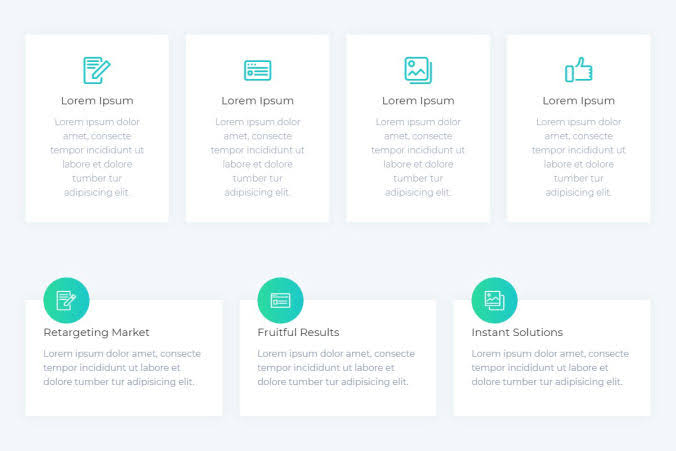 Lorem Ipsum
Lorem ipsum dolor
amet, consecte
tempor incididunt ut
labore et dolore
tumber tur
adipisicing elit.
Lorem Ipsum
Lorem ipsum dolor
amet, consecte
tempor incididunt ut
labore et dolore
tumber tur
adipisicing elit.
Lorem Ipsum
Lorem ipsum dolor
amet, consecte
tempor incididunt ut
labore et dolore
tumber tur
adipisicing elit.
Lorem Ipsum
Lorem ipsum dolor
amet, consecte
tempor incididunt ut
labore et dolore
tumber tur
adipisicing elit.
Retargeting Market
Lorem ipsum dolor amet, consecte
tempor incididunt ut labore et
dolore tumber tur adipisicing elit.
Fruitful Results
Lorem ipsum dolor amet, consecte
tempor incididunt ut labore et
dolore tumber tur adipisicing elit.
Instant Solutions
Lorem ipsum dolor amet, consecte
tempor incididunt ut labore et
dolore tumber tur adipisicing elit.